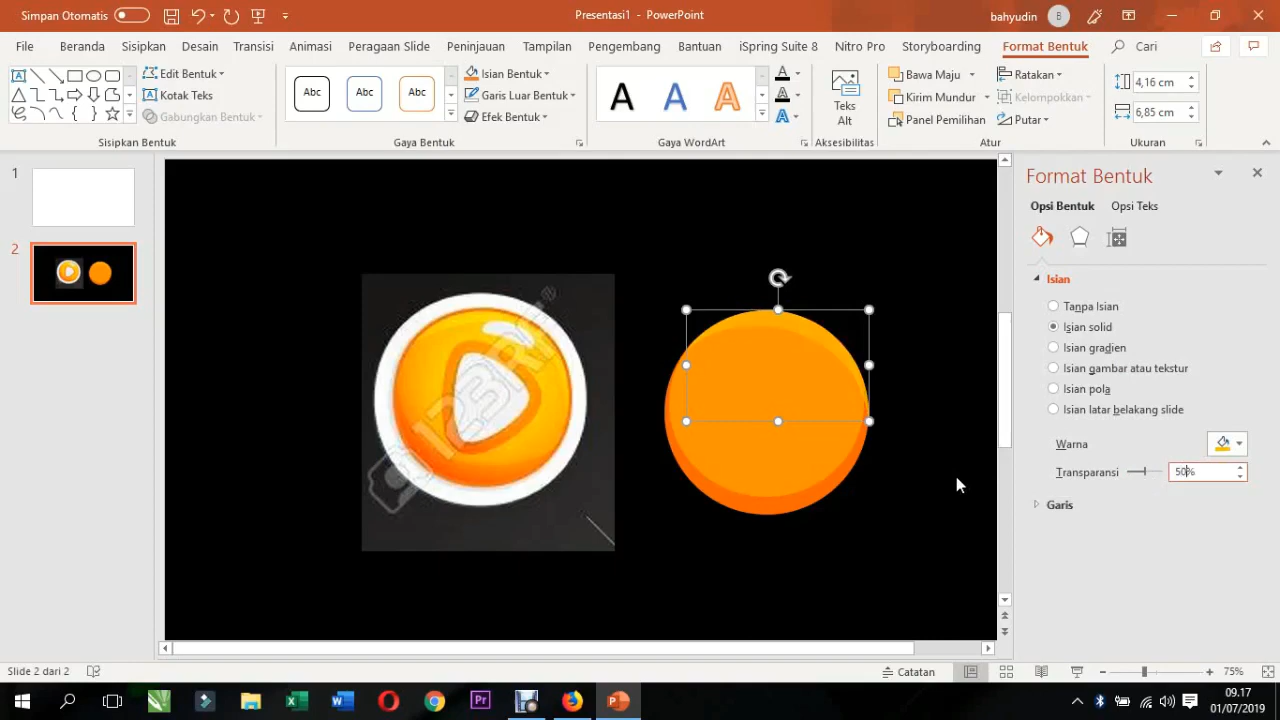 Simpan Otomatis
Presentasi1 - PowerPoint
bahyudin B
File Beranda Sisipkan Desain Transisi Animasi Peragaan Slide Peninjauan Tampilan Pengembang Bantuan iSpring Suite 8 Nitro Pro Storyboarding Format Bentuk Cari
Edit Bentuk
Kotak Teks
Gabungkan Bentuk
Sisipkan Bentuk
Abc Abc Abc
Isian Bentuk
Garis Luar Bentuk
Efek Bentuk
Gaya Bentuk
A A A
A
A
A
Gaya WordArt
Teks
Alt
Aksesibilitas
Bawa Maju
Kirim Mundur
Panel Pemilihan
Ratakan
Kelompokkan
Putar
Atur
4,16 cm
6,85 cm
Ukuran
1
2
123RF®
Format Bentuk
Opsi Bentuk Opsi Teks
Isian
Tanpa Isian
Isian solid
Isian gradien
Isian gambar atau tekstur
Isian pola
Isian latar belakang slide
Warna
Transparansi 50%
Garis
Slide 2 dari 2
Catatan
75%
09.17
01/07/2019